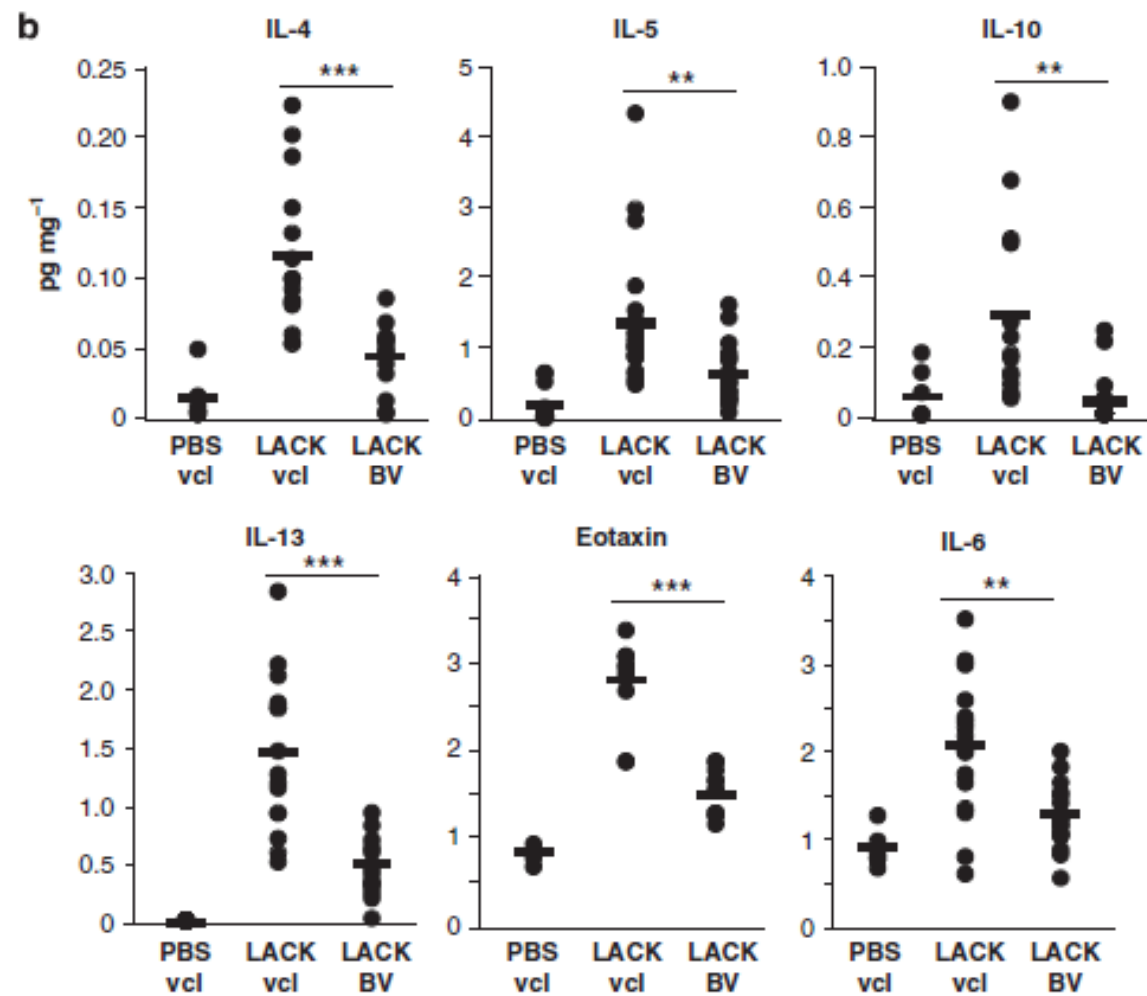 b
IL-4
IL-5
IL-10
pg mg⁻¹
0.25
0.20
0.15
0.10
0.05
0
***
PBS vcl
LACK vcl
LACK BV
5
4
3
2
1
0
**
PBS vcl
LACK vcl
LACK BV
1.0
0.8
0.6
0.4
0.2
0
**
PBS vcl
LACK vcl
LACK BV
IL-13
Eotaxin
IL-6
3.0
2.5
2.0
1.5
1.0
0.5
0
***
PBS vcl
LACK vcl
LACK BV
4
3
2
1
0
***
PBS vcl
LACK vcl
LACK BV
4
3
2
1
0
**
PBS vcl
LACK vcl
LACK BV